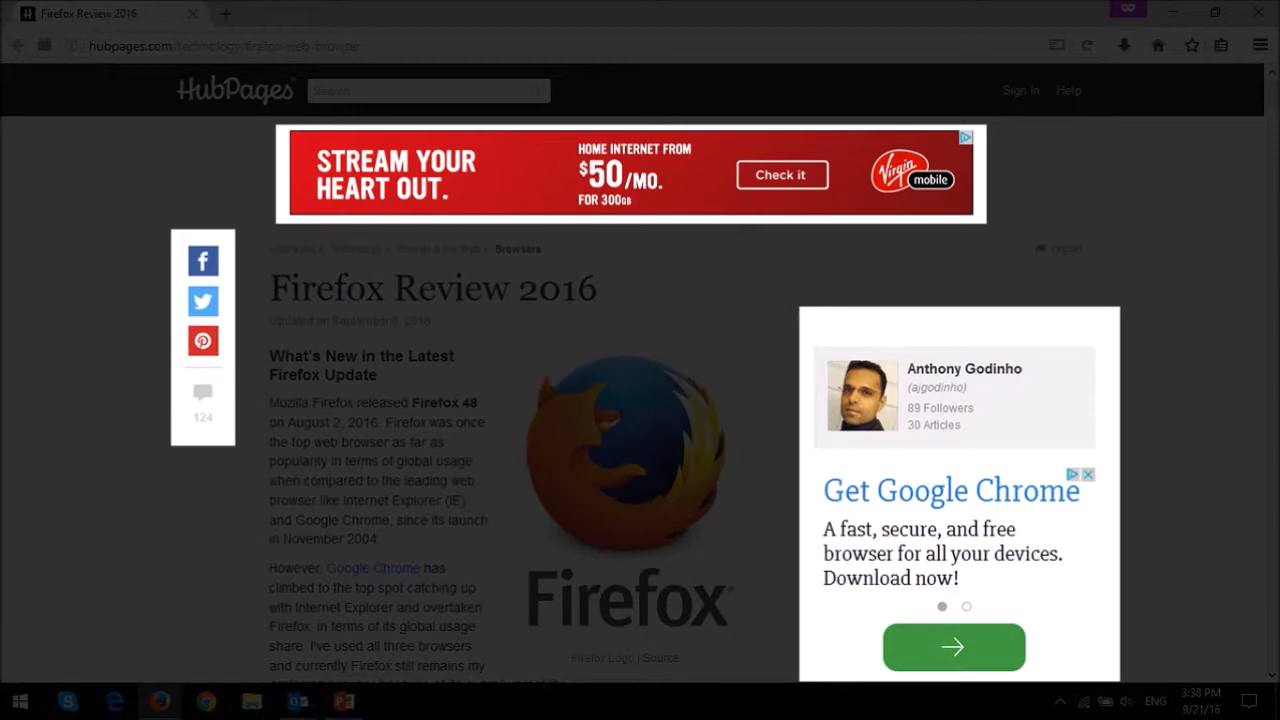 Firefox Review 2016
hubpages.com/technology/firefox-web-browser
HubPages
Search
Sign In Help
STREAM YOUR
HEART OUT.
HOME INTERNET FROM
$50/MO.
FOR 300GB
Check it
Virgin
mobile
HubPages Technology Internet & the Web Browsers
report
Firefox Review 2016
What's New in the Latest
Firefox Update
Mozilla Firefox released Firefox 48
on August 2, 2016. Firefox was once
the top web browser as far as
popularity in terms of global usage
when compared to the leading web
browser like Internet Explorer (IE)
and Google Chrome, since its launch
in November 2004.
However, Google Chrome has
climbed to the top spot catching up
with Internet Explorer and overtaken
Firefox, in terms of its global usage
share. I've used all three browsers
and currently Firefox still remains my
Firefox
Firefox Logo | Source
124
Anthony Godinho
(ajgodinho)
89 Followers
30 Articles
Get Google Chrome
A fast, secure, and free
browser for all your devices.
Download now!
ENG
3:38 PM
9/21/16